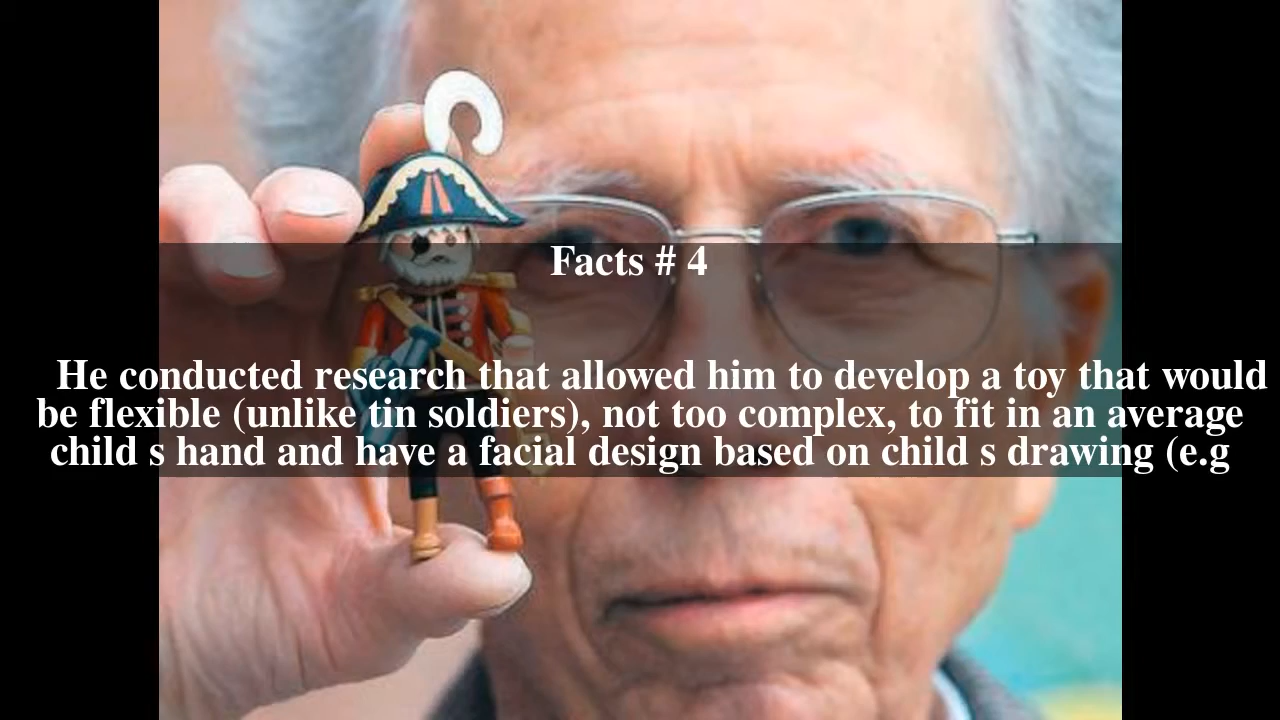 Facts # 4
He conducted research that allowed him to develop a toy that would
be flexible (unlike tin soldiers), not too complex, to fit in an average
child s hand and have a facial design based on child s drawing (e.g